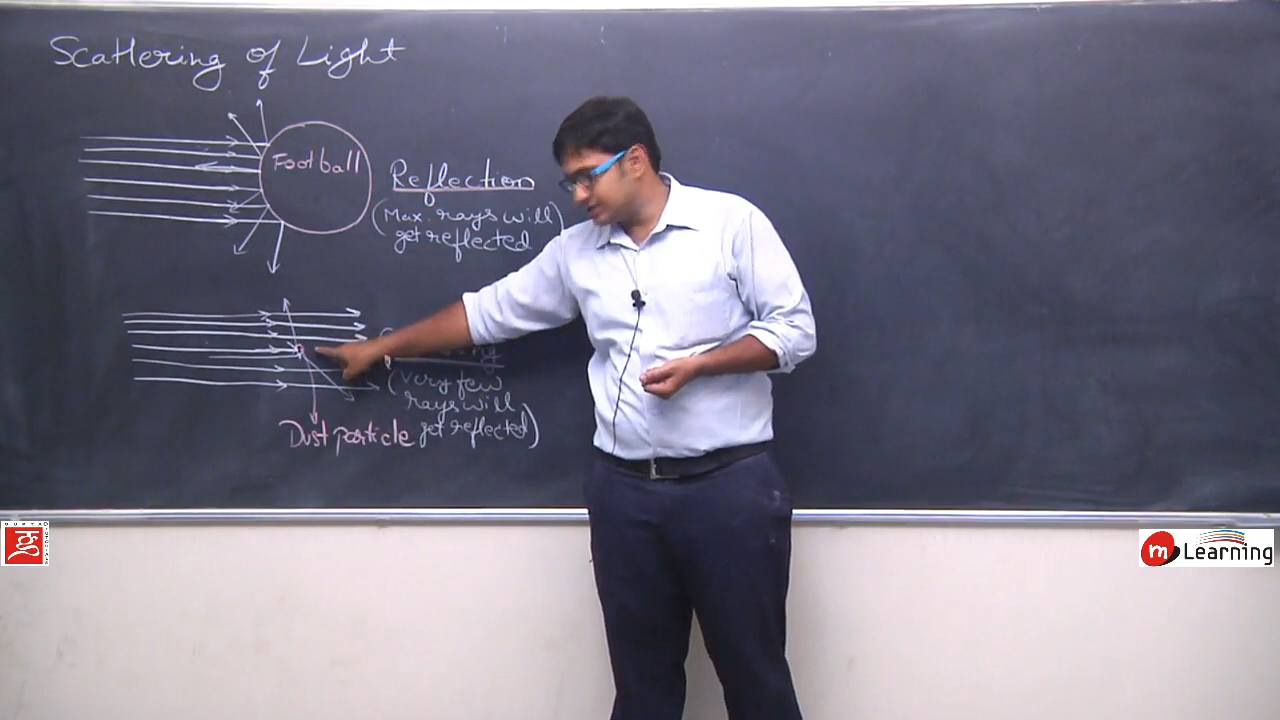 Scattering of Light
Football
Reflection
(Max. rays will
get reflected
(Very few
rays will
get reflected)
Dust particle
m Learning